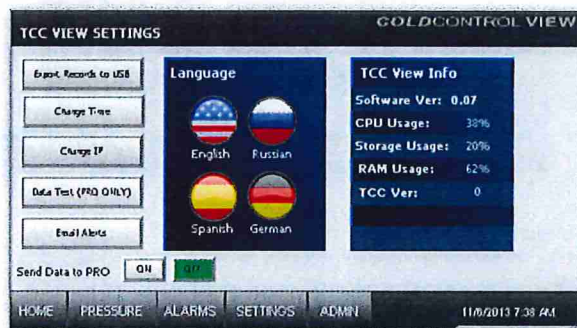 COLDCONTROL VIEW
TCC VIEW SETTINGS
Export Records to USB
Change Time
Change IP
Data Test (PRO ONLY)
Email Alerts
Language
English Russian
Spanish German
TCC View Info
Software Ver: 0.07
CPU Usage: 38%
Storage Usage: 20%
RAM Usage: 62%
TCC Ver: 0
Send Data to PRO ON OFF
HOME PRESSURE ALARMS SETTINGS ADMIN 11/8/2013 7:38 AM